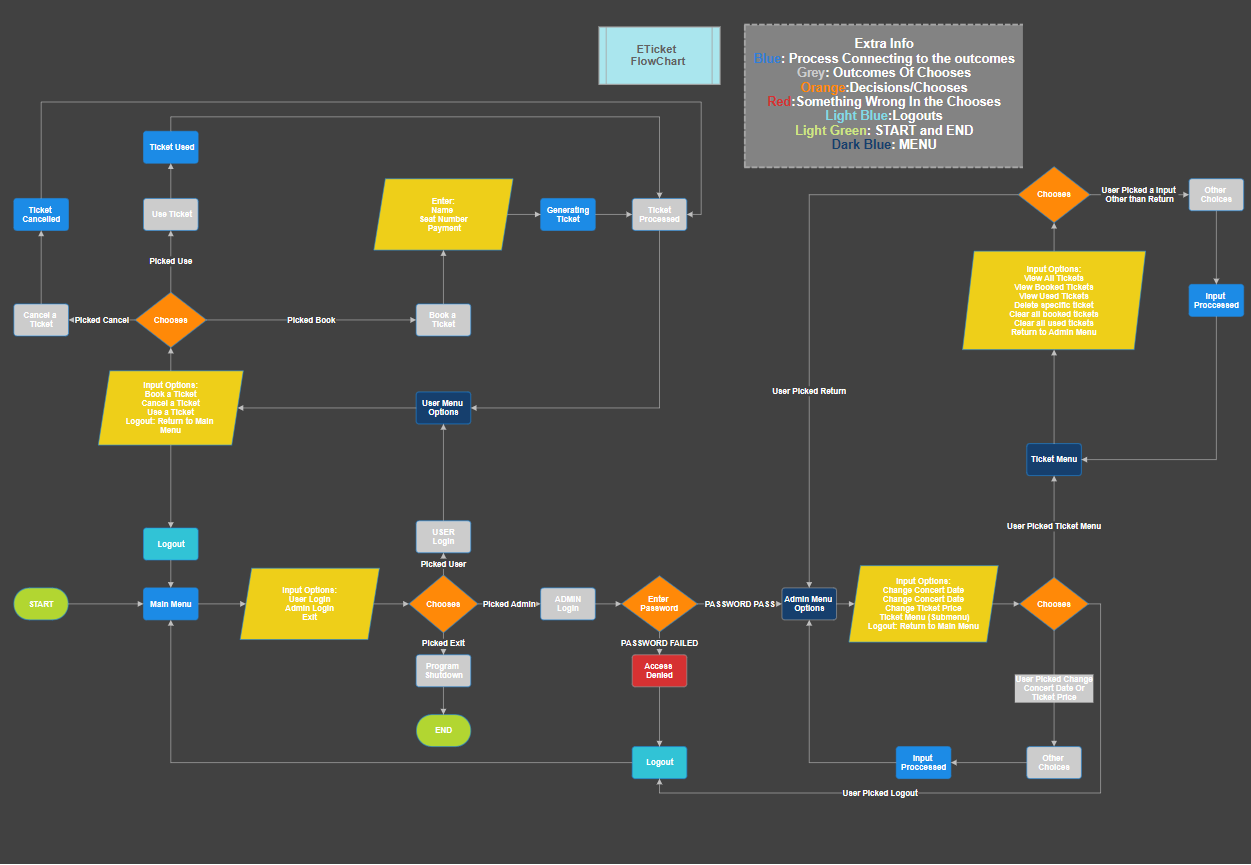 ETicket
FlowChart
Extra Info
Blue: Process Connecting to the outcomes
Grey: Outcomes Of Chooses
Orange:Decisions/Chooses
Red:Something Wrong In the Chooses
Light Blue:Logouts
Light Green: START and END
Dark Blue: MENU
Ticket Used
Ticket
Cancelled
Use Ticket
Enter:
Name
Seat Number
Payment
Generating
Ticket
Ticket
Processed
Picked Use
Cancel a
Ticket
Picked Cancel
Chooses
Picked Book
Book a
Ticket
Input Options:
Book a Ticket
Cancel a Ticket
Use a Ticket
Logout: Return to Main
Menu
User Menu
Options
Logout
USER
Login
Picked User
START
Main Menu
Input Options:
User Login
Admin Login
Exit
Chooses
Picked Admin
ADMIN
Login
Enter
Password
PASSWORD PASS
Picked Exit
Program
Shutdown
END
PASSWORD FAILED
Access
Denied
Logout
Chooses
User Picked a Input
Other than Return
Other
Choices
Input Options:
View All Tickets
View Booked Tickets
View Used Tickets
Delete specific ticket
Clear all booked tickets
Clear all used tickets
Return to Admin Menu
Input
Proccessed
User Picked Return
Ticket Menu
User Picked Ticket Menu
Admin Menu
Options
Input Options:
Change Concert Date
Change Concert Date
Change Ticket Price
Ticket Menu (Submenu)
Logout: Return to Main Menu
Chooses
User Picked Change
Concert Date Or
Ticket Price
Input
Proccessed
Other
Choices
User Picked Logout